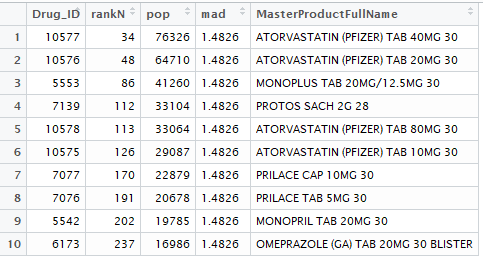 Drug_ID rankN pop mad MasterProductFullName
1 10577 34 76326 1.4826 ATORVASTATIN (PFIZER) TAB 40MG 30
2 10576 48 64710 1.4826 ATORVASTATIN (PFIZER) TAB 20MG 30
3 5553 86 41260 1.4826 MONOPLUS TAB 20MG/12.5MG 30
4 7139 112 33104 1.4826 PROTOS SACH 2G 28
5 10578 113 33064 1.4826 ATORVASTATIN (PFIZER) TAB 80MG 30
6 10575 126 29087 1.4826 ATORVASTATIN (PFIZER) TAB 10MG 30
7 7077 170 22879 1.4826 PRILACE CAP 10MG 30
8 7076 191 20678 1.4826 PRILACE TAB 5MG 30
9 5542 202 19785 1.4826 MONOPRIL TAB 20MG 30
10 6173 237 16986 1.4826 OMEPRAZOLE (GA) TAB 20MG 30 BLISTER